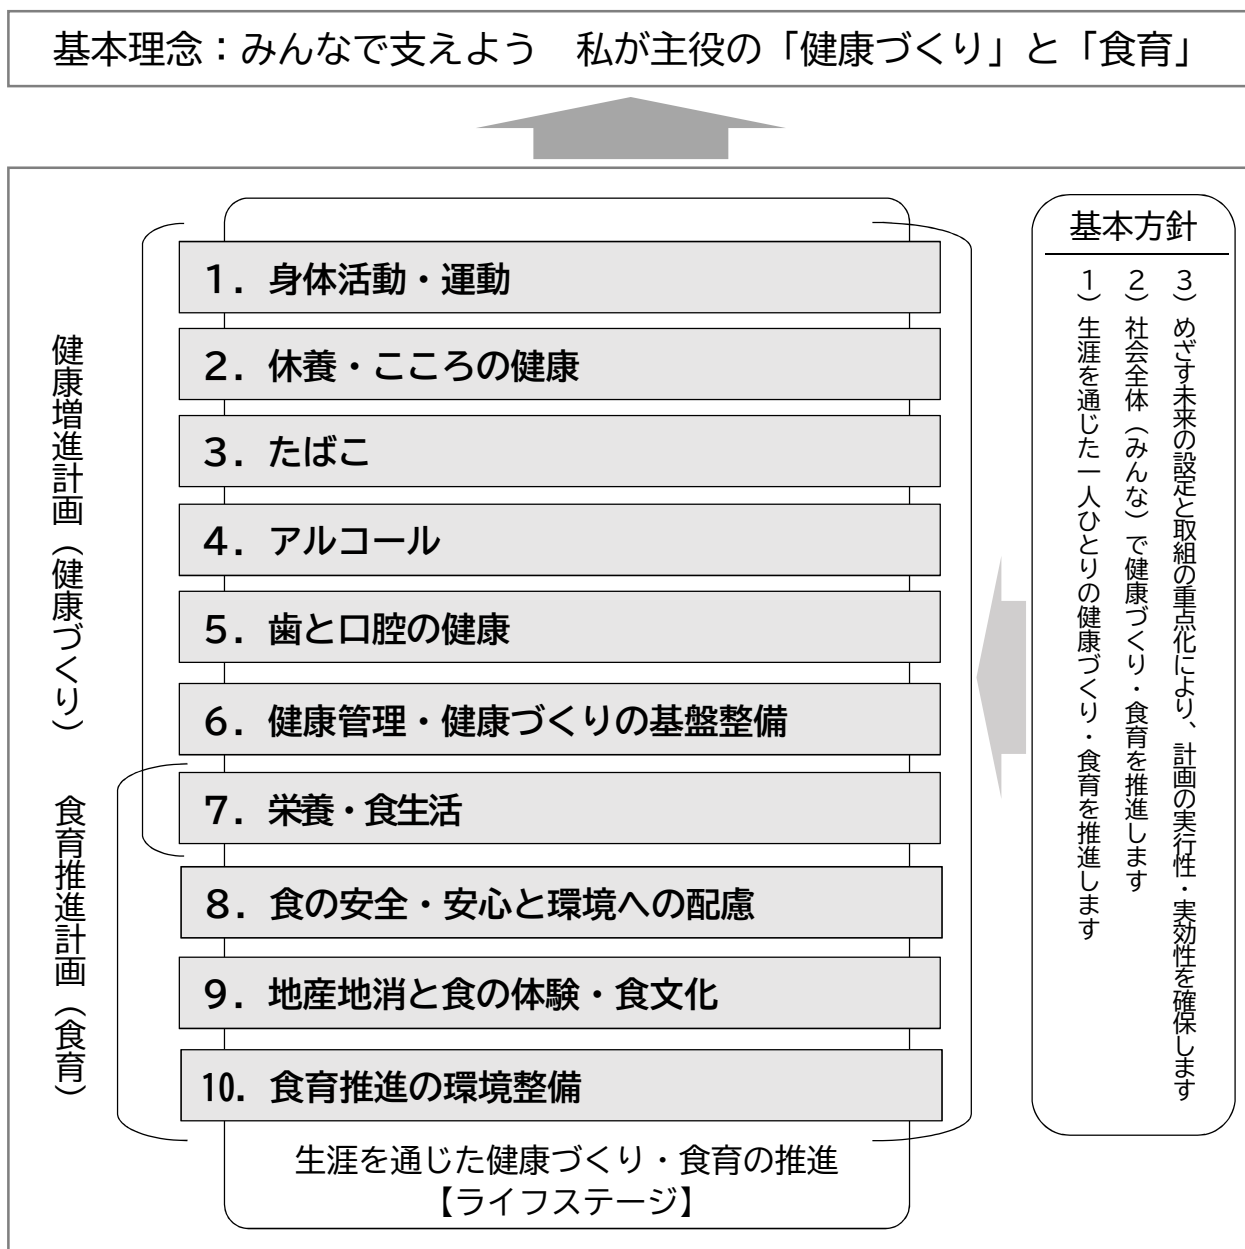 基本理念：みんなで支えよう　私が主役の「健康づくり」と「食育」
健康増進計画（健康づくり）
食育推進計画（食育）
１．身体活動・運動
２．休養・こころの健康
３．たばこ
４．アルコール
５．歯と口腔の健康
６．健康管理・健康づくりの基盤整備
７．栄養・食生活
８．食の安全・安心と環境への配慮
９．地産地消と食の体験・食文化
10．食育推進の環境整備
生涯を通じた健康づくり・食育の推進
【ライフステージ】
基本方針
１）生涯を通じた一人ひとりの健康づくり・食育を推進します
２）社会全体（みんな）で健康づくり・食育を推進します
３）めざす未来の設定と取組の重点化により、計画の実行性・実効性を確保します